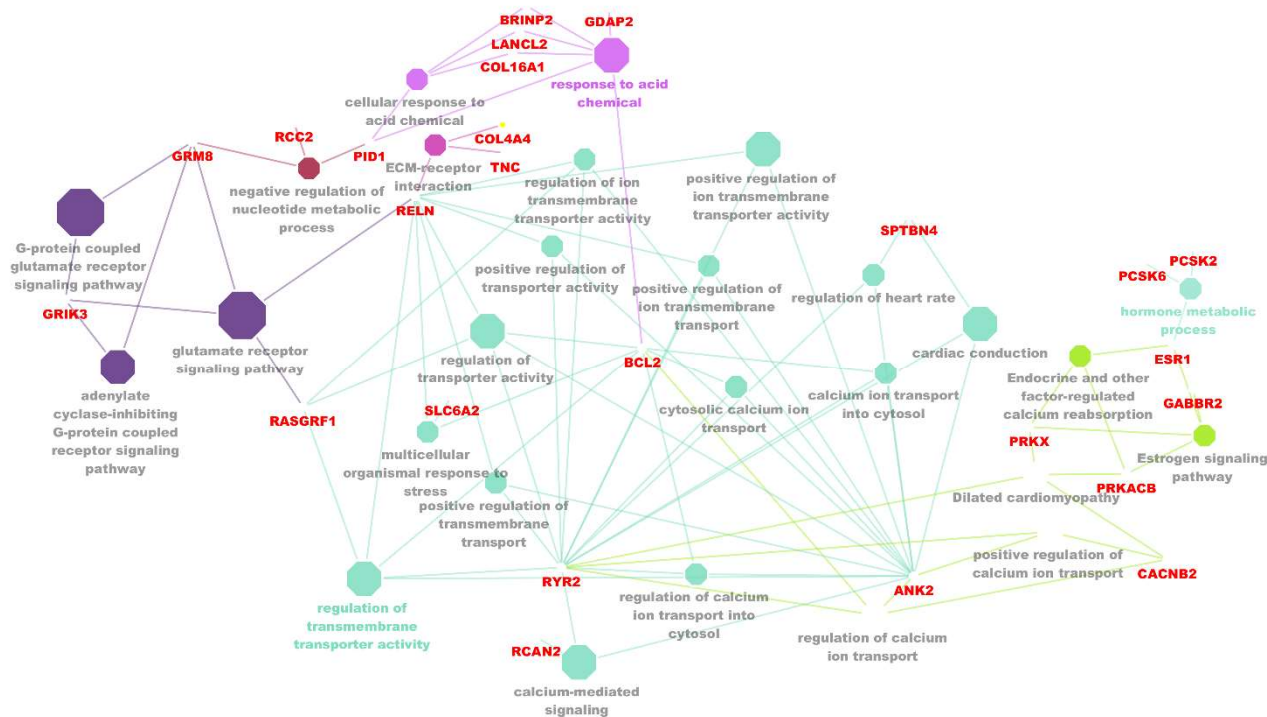 BRINP2
GDAP2
LANCL2
COL16A1
response to acid
chemical
cellular response to
acid chemical
RCC2
COL4A4
GRM8
PID1
ECM-receptor
interaction
TNC
negative regulation of
nucleotide metabolic
process
RELN
regulation of ion
transmembrane
transporter activity
positive regulation of
ion transmembrane
transporter activity
G-protein coupled
glutamate receptor
signaling pathway
SPTBN4
positive regulation of
transporter activity
positive regulation of
ion transmembrane
transport
regulation of heart rate
PCSK2
PCSK6
hormone metabolic
process
GRIK3
glutamate receptor
signaling pathway
regulation of
transporter activity
BCL2
cardiac conduction
ESR1
adenylate
cyclase-inhibiting
G-protein coupled
receptor signaling
pathway
RASGRF1
SLC6A2
cytosolic calcium ion
transport
calcium ion transport
into cytosol
Endocrine and other
factor-regulated
calcium reabsorption
GABBR2
PRKX
Estrogen signaling
pathway
multicellular
organismal response to
stress
positive regulation of
transmembrane
transport
Dilated cardiomyopathy
PRKACB
positive regulation of
calcium ion transport
CACNB2
RYR2
ANK2
regulation of
transmembrane
transporter activity
regulation of calcium
ion transport into
cytosol
regulation of calcium
ion transport
RCAN2
calcium-mediated
signaling